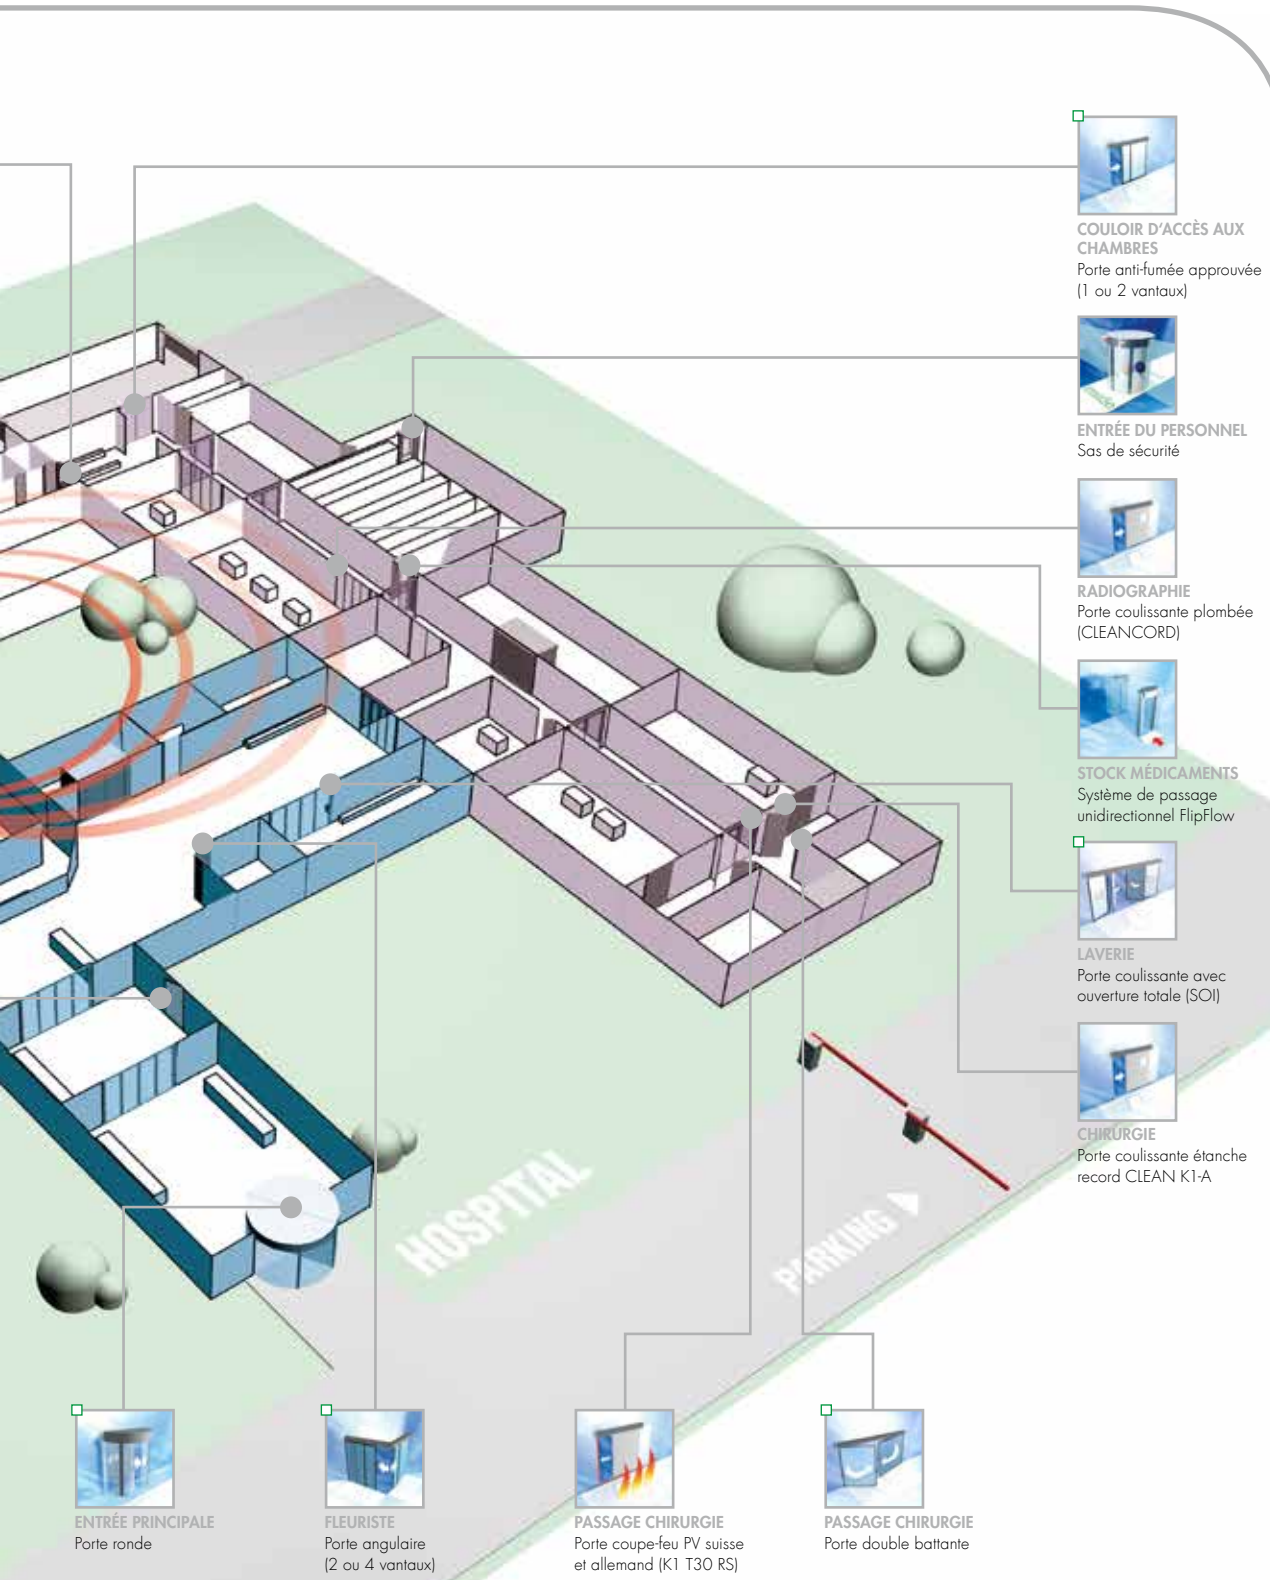 COULOIR D'ACCÈS AUX
CHAMBRES
Porte anti-fumée approuvée
(1 ou 2 vantaux)
ENTRÉE DU PERSONNEL
Sas de sécurité
RADIOGRAPHIE
Porte coulissante plombée
(CLEANCORD)
STOCK MÉDICAMENTS
Système de passage
unidirectionnel FlipFlow
LAVERIE
Porte coulissante avec
ouverture totale (SOI)
CHIRURGIE
Porte coulissante étanche
record CLEAN K1-A
HOSPITAL
PARKING
ENTRÉE PRINCIPALE
Porte ronde
FLEURISTE
Porte angulaire
(2 ou 4 vantaux)
PASSAGE CHIRURGIE
Porte coupe-feu PV suisse
et allemand (K1 T30 RS)
PASSAGE CHIRURGIE
Porte double battante